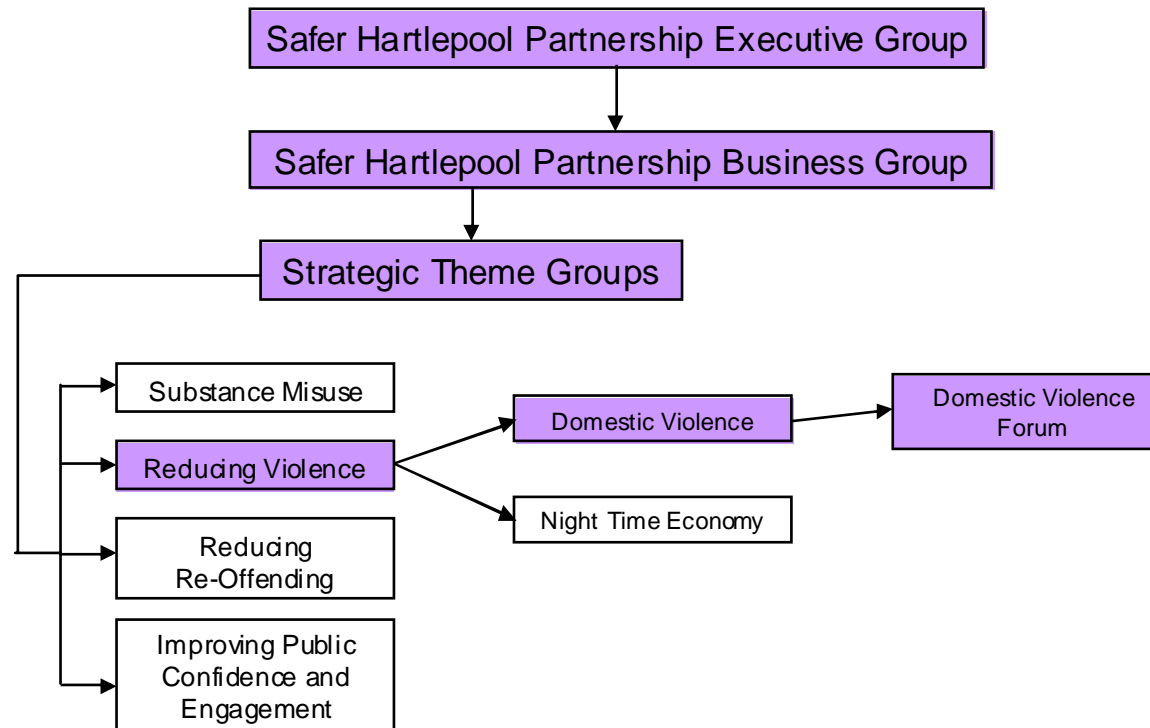 Safer Hartlepool Partnership Executive Group
Safer Hartlepool Partnership Business Group
Strategic Theme Groups
Substance Misuse
Reducing Violence
Reducing
Re-Offending
Improving Public
Confidence and
Engagement
Domestic Violence
Night Time Economy
Domestic Violence
Forum